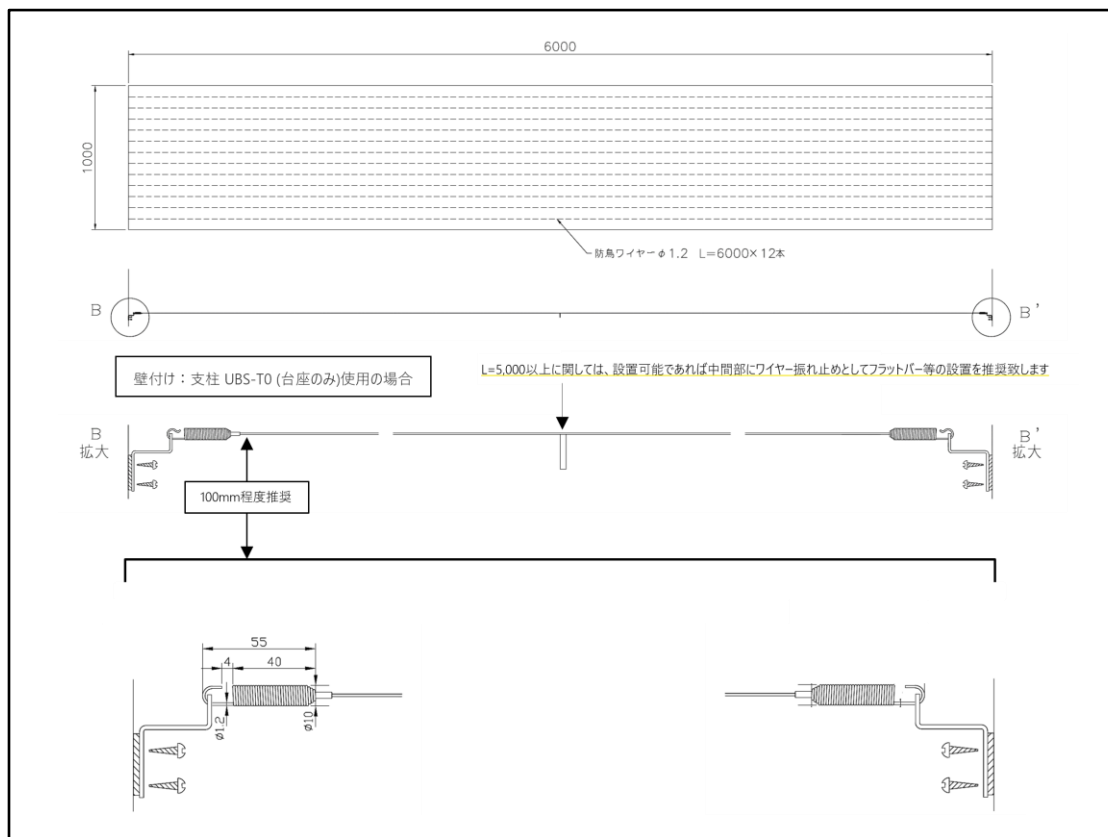 6000
1000
防鳥ワイヤーφ1.2 L=6000×12本
B
B'
壁付け：支柱 UBS-T0 (台座のみ)使用の場合
L=5,000以上に関しては、設置可能であれば中間部にワイヤー振れ止めとしてフラットバー等の設置を推奨致します
B
拡大
B'
拡大
100mm程度推奨
55
4
40
φ1.2
φ10